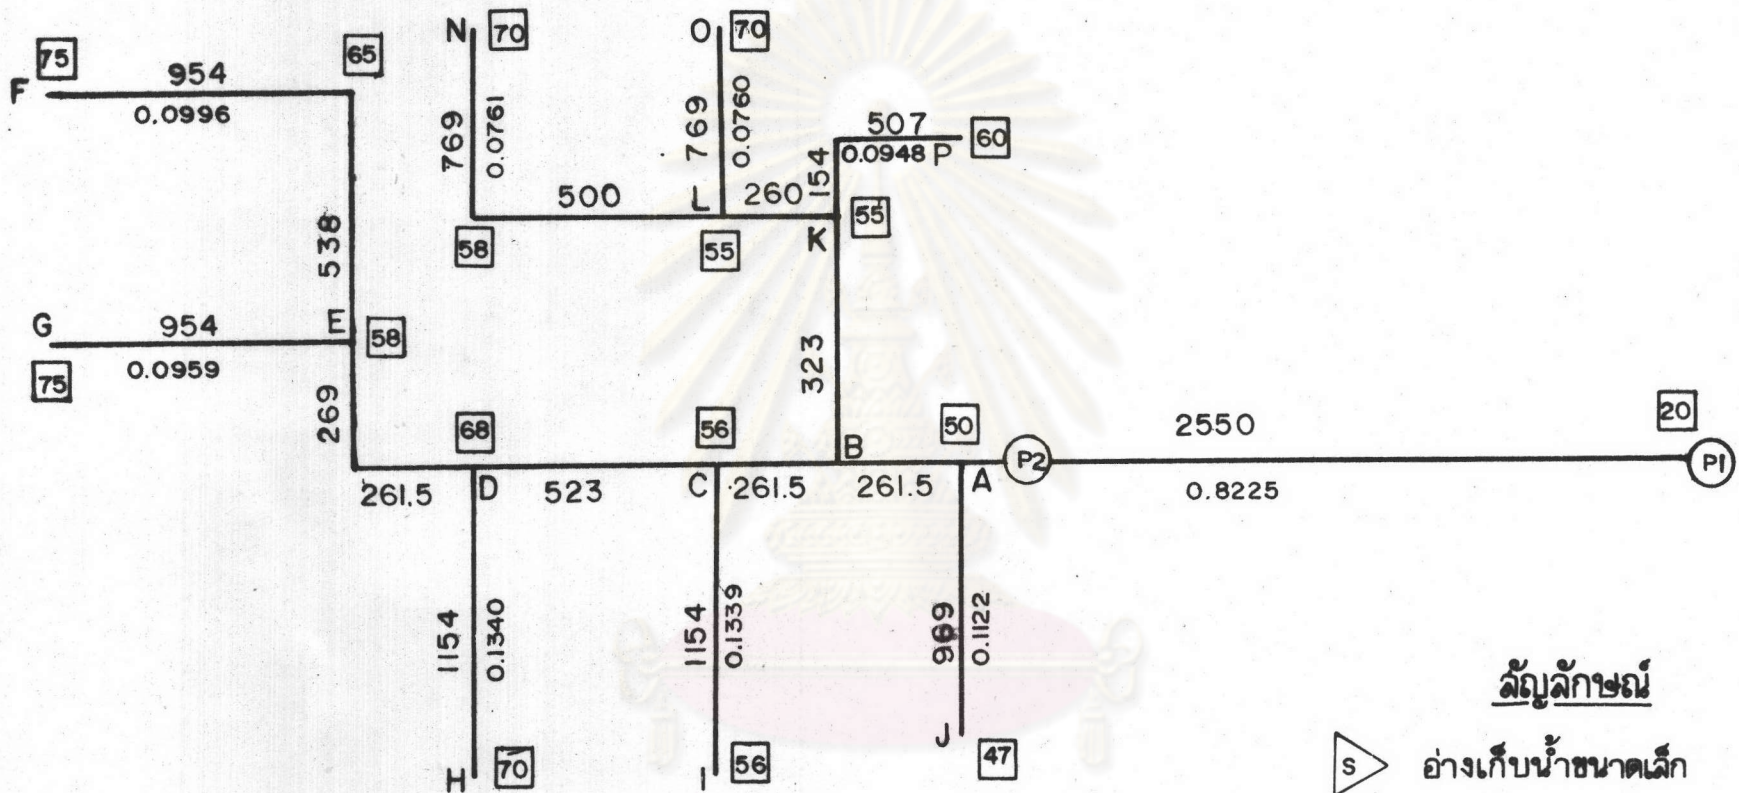 N 70 O 70
75 65
F 954
0.0996
769 0.0761
769 0.0760
507
0.0948 P 60
154
500 L 260 55
58 55 K
538
G 954 E 58
75 0.0959
323
269
68 56 50 20
B P2 2550 P1
261.5 D 523 C 261.5 261.5 A 0.8225
1154 0.1340
1154 0.1339
969 0.1122
H 70 I 56 J 47
สัญลักษณ์
S อ่างเก็บน้ำขนาดเล็ก